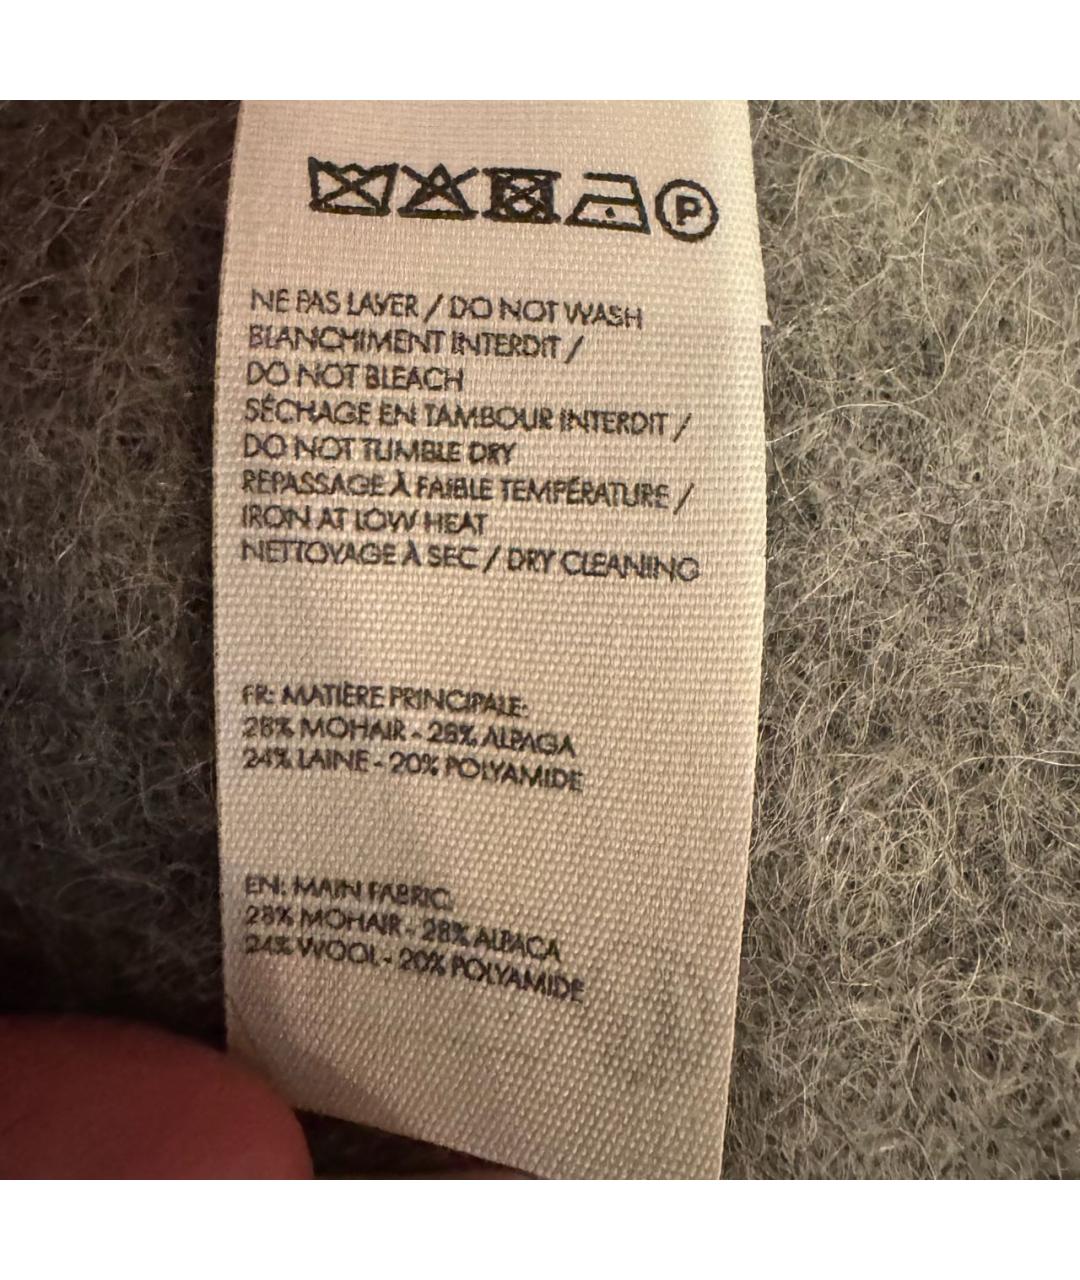 P
NE PAS LAVER / DO NOT WASH
BLANCHIMENT INTERDIT /
DO NOT BLEACH
SÉCHAGE EN TAMBOUR INTERDIT /
DO NOT TUMBLE DRY
REPASSAGE À FAIBLE TEMPÉRATURE /
IRON AT LOW HEAT
NETTOYAGE À SEC / DRY CLEANING
FR: MATIÈRE PRINCIPALE:
28% MOHAIR - 28% ALPAGA
24% LAINE - 20% POLYAMIDE
EN: MAIN FABRIC:
28% MOHAIR - 28% ALPACA
24% WOOL - 20% POLYAMIDE